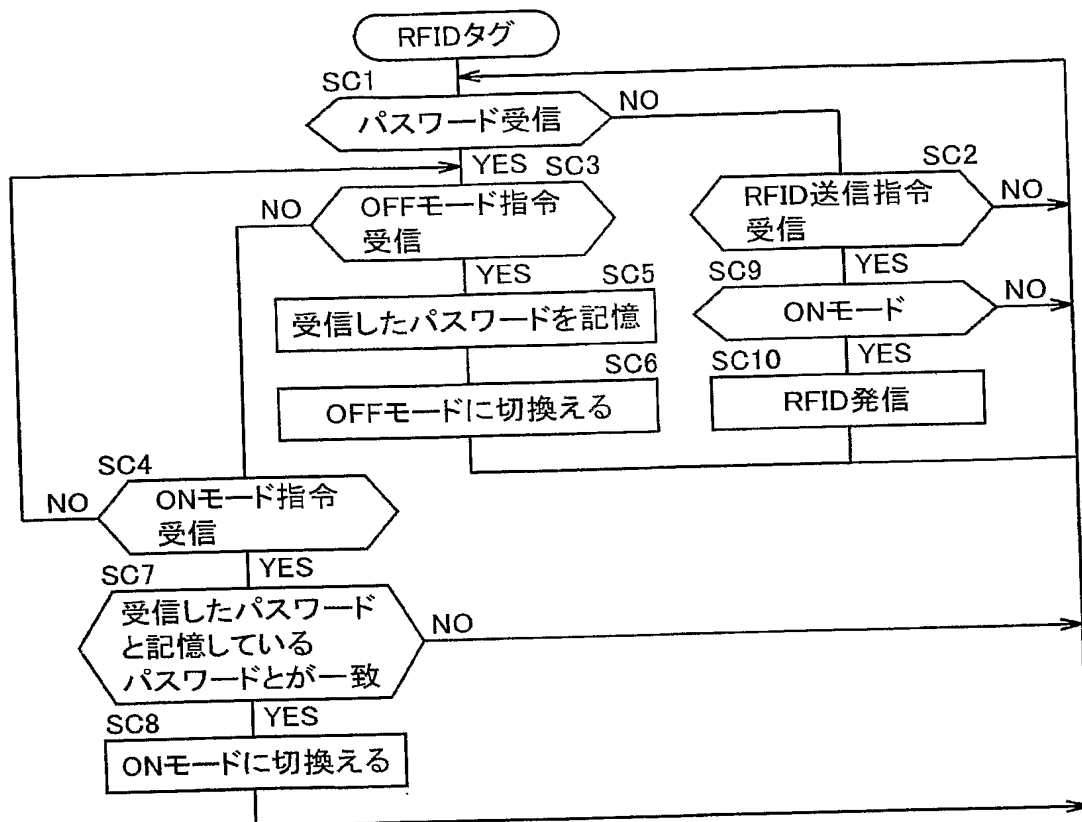 RFIDタグ
SC1
パスワード受信
NO
YES
SC3
SC2
NO
OFFモード指令
受信
RFID送信指令
受信
NO
YES
SC5
YES
SC9
受信したパスワードを記憶
ONモード
NO
SC6
YES
SC10
OFFモードに切換える
RFID発信
SC4
NO
ONモード指令
受信
YES
SC7
受信したパスワード
と記憶している
パスワードとが一致
NO
YES
SC8
ONモードに切換える